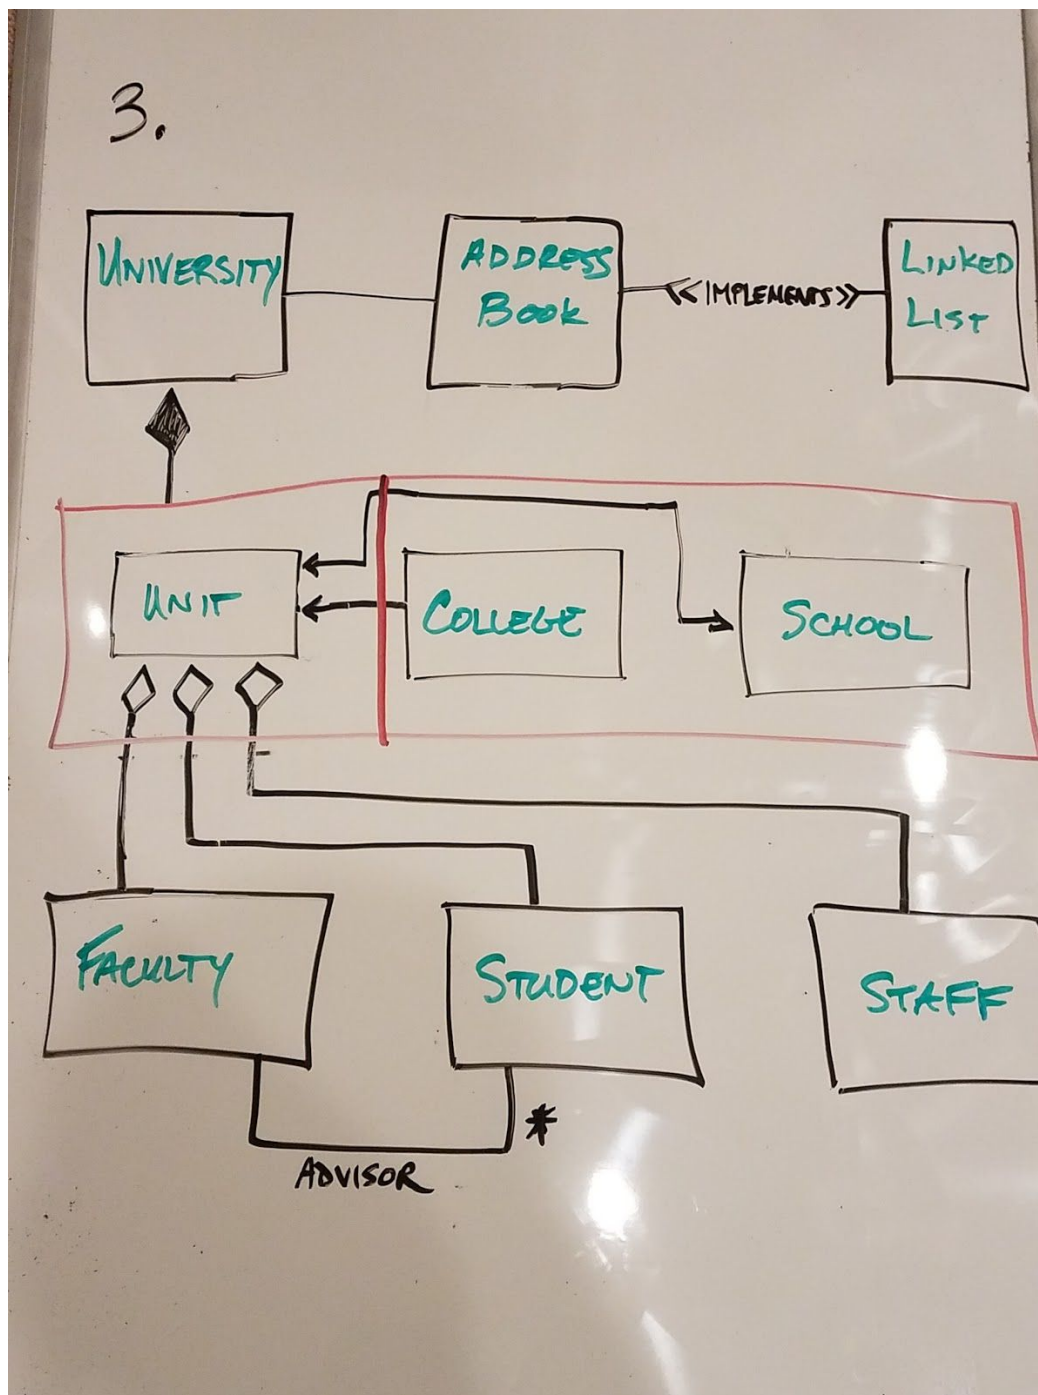 3.
UNIVERSITY
ADDRESS
BOOK
<<IMPLEMENTS>>
LINKED
LIST
UNIT
COLLEGE
SCHOOL
FACULTY
STUDENT
STAFF
*
ADVISOR